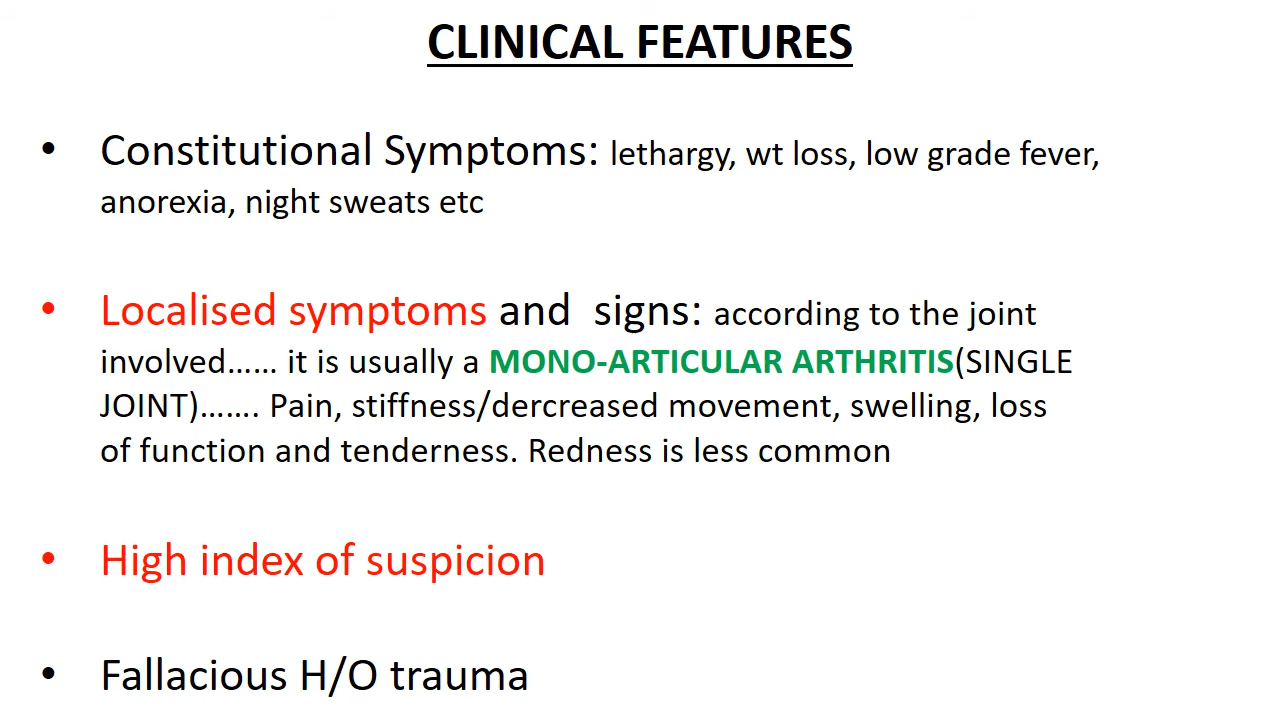 CLINICAL FEATURES
• Constitutional Symptoms: lethargy, wt loss, low grade fever,
anorexia, night sweats etc
• Localised symptoms and  signs: according to the joint
involved…… it is usually a MONO-ARTICULAR ARTHRITIS(SINGLE
JOINT)……. Pain, stiffness/dercreased movement, swelling, loss
of function and tenderness. Redness is less common
• High index of suspicion
• Fallacious H/O trauma